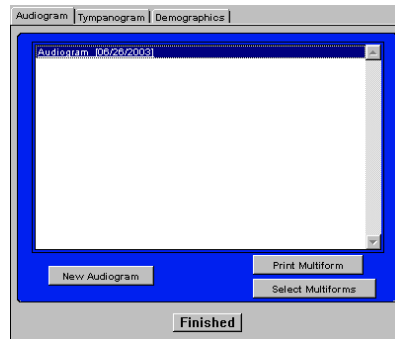 Audiogram Tympanogram Demographics
Audiogram [06/26/2003]
Print Multiform
New Audiogram
Select Multiforms
Finished